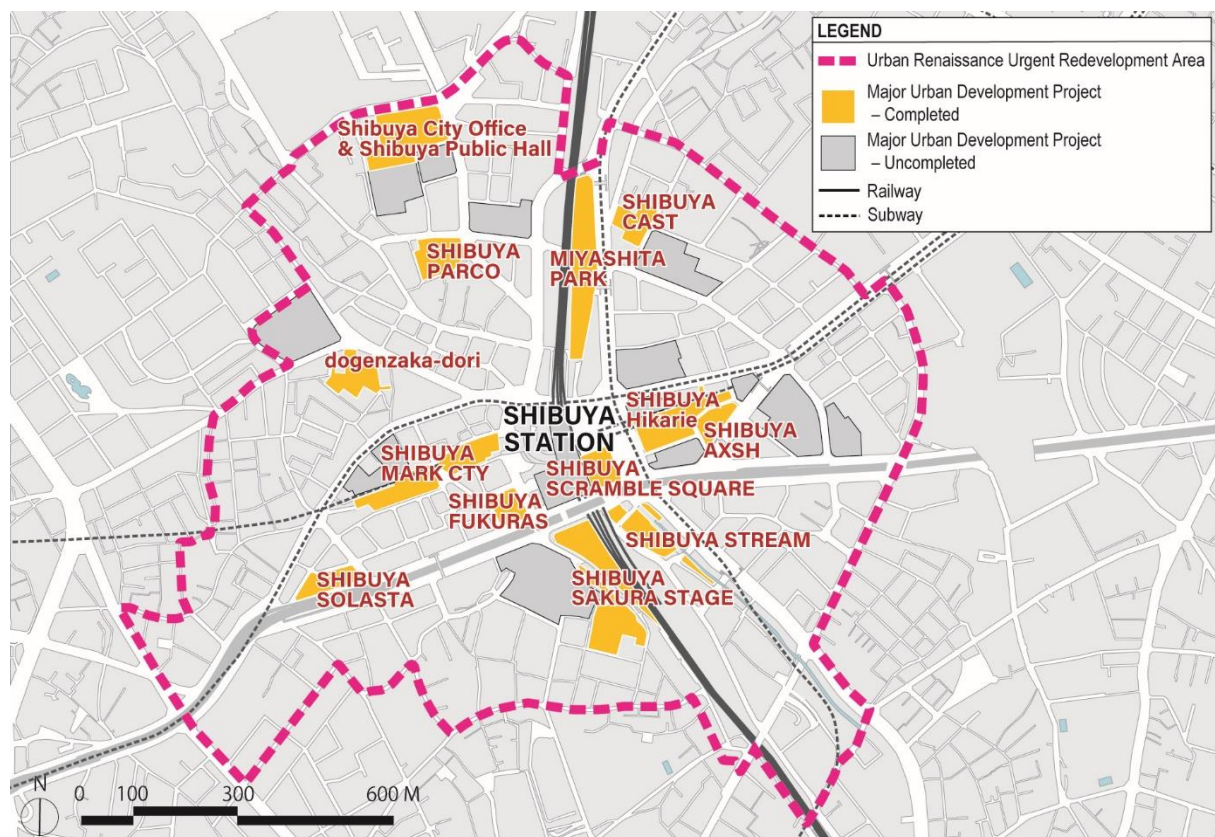 LEGEND
Urban Renaissance Urgent Redevelopment Area
Major Urban Development Project
– Completed
Major Urban Development Project
– Uncompleted
Railway
Subway
Shibuya City Office
& Shibuya Public Hall
SHIBUYA
CAST
SHIBUYA
PARCO
MIYASHITA
PARK
dogenzaka-dori
SHIBUYA
STATION
SHIBUYA
Hikarie
SHIBUYA
AXSH
SHIBUYA
MARK CTY
SHIBUYA
SCRAMBLE SQUARE
SHIBUYA
FUKURAS
SHIBUYA STREAM
SHIBUYA
SOLASTA
SHIBUYA
SAKURA STAGE
N
0 100 300 600 M